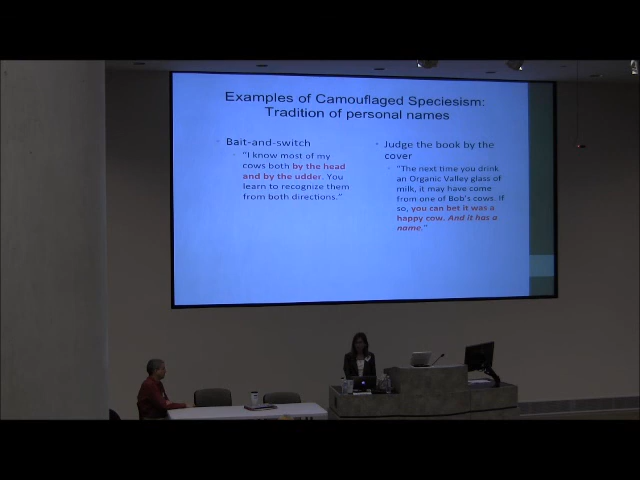 Examples of Camouflaged Speciesism:
Tradition of personal names
Bait-and-switch
"I know most of my
cows both by the head
and by the udder. You
learn to recognize them
from both directions."
Judge the book by the
cover
"The next time you drink
an Organic Valley glass of
milk, it may have come
from one of Bob's cows. If
so, you can bet it was a
happy cow. And it has a
name."